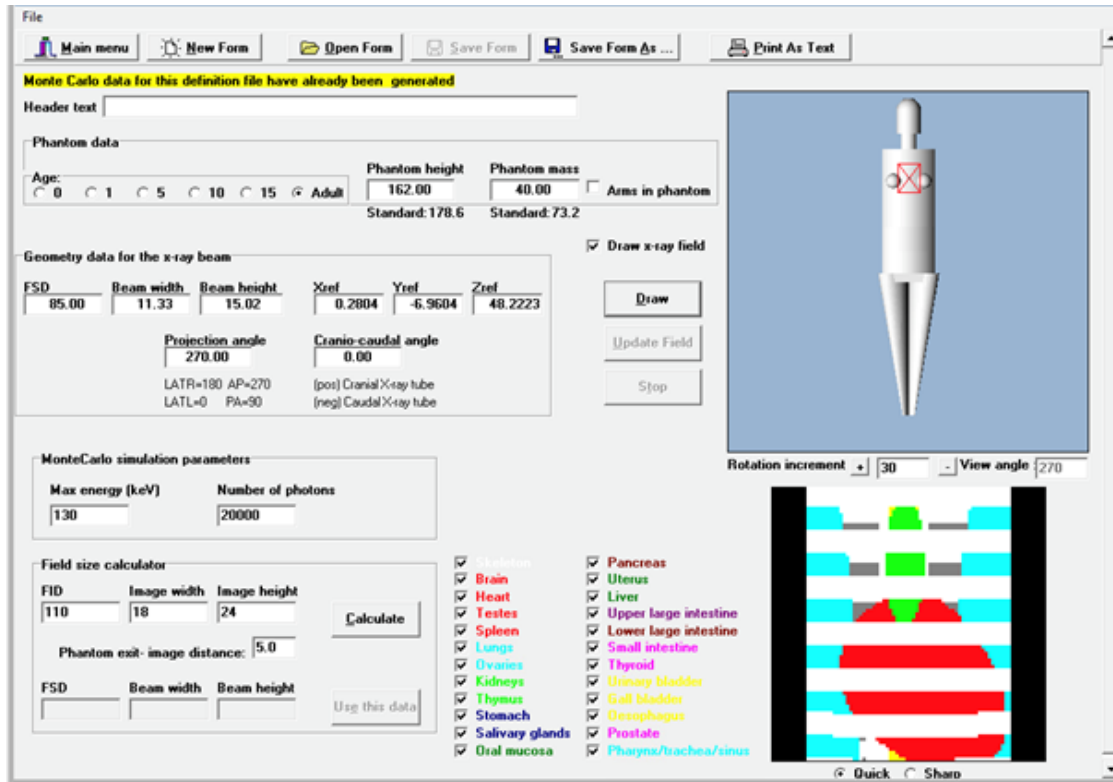 File
Main menu New Form Open Form Save Form Save Form As ... Print As Text
Monte Carlo data for this definition file have already been generated
Header text
Phantom data
Age:
0 1 5 10 15 Adult
Phantom height Phantom mass
162.00 40.00 Arms in phantom
Standard: 178.6 Standard: 73.2
Draw x-ray field
Geometry data for the x-ray beam
FSD Beam width Beam height Xref Yref Zref
85.00 11.33 15.02 0.2804 -6.9604 48.2223
Draw
Projection angle Cranio-caudal angle
270.00 0.00
Update Field
LATR=180 AP=270 (pos) Cranial X-ray tube
LATL=0 PA=90 (neg) Caudal X-ray tube
Stop
Rotation increment + 30 - View angle 270
MonteCarlo simulation parameters
Max energy (keV) Number of photons
130 20000
Field size calculator
FID Image width Image height
110 18 24
Calculate
Phantom exit- image distance: 5.0
FSD Beam width Beam height
Use this data
Skeleton Pancreas
Brain Uterus
Heart Liver
Testes Upper large intestine
Spleen Lower large intestine
Lungs Small intestine
Ovaries Thyroid
Kidneys Urinary bladder
Thymus Gall bladder
Stomach Oesophagus
Salivary glands Prostate
Oral mucosa Pharynx/trachea/sinus
Quick Sharp